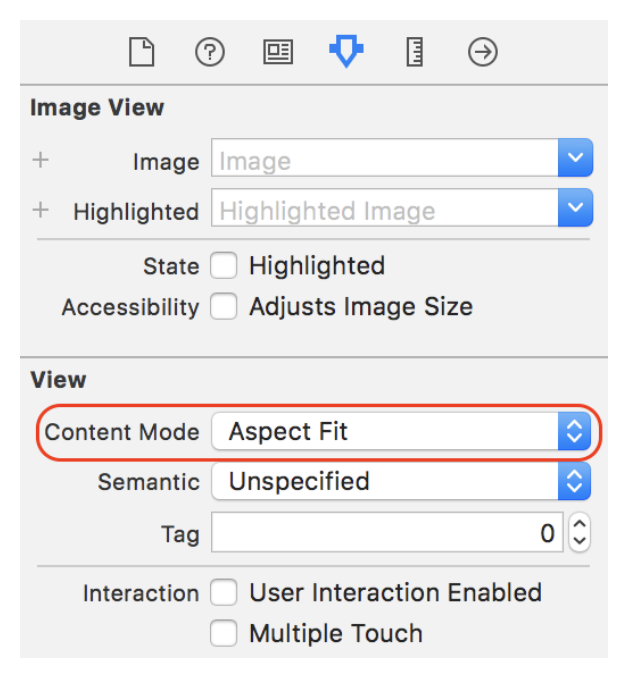 ?
Image View
+ Image Image
+ Highlighted Highlighted Image
State Highlighted
Accessibility Adjusts Image Size
View
Content Mode Aspect Fit
Semantic Unspecified
Tag 0
Interaction User Interaction Enabled
Multiple Touch